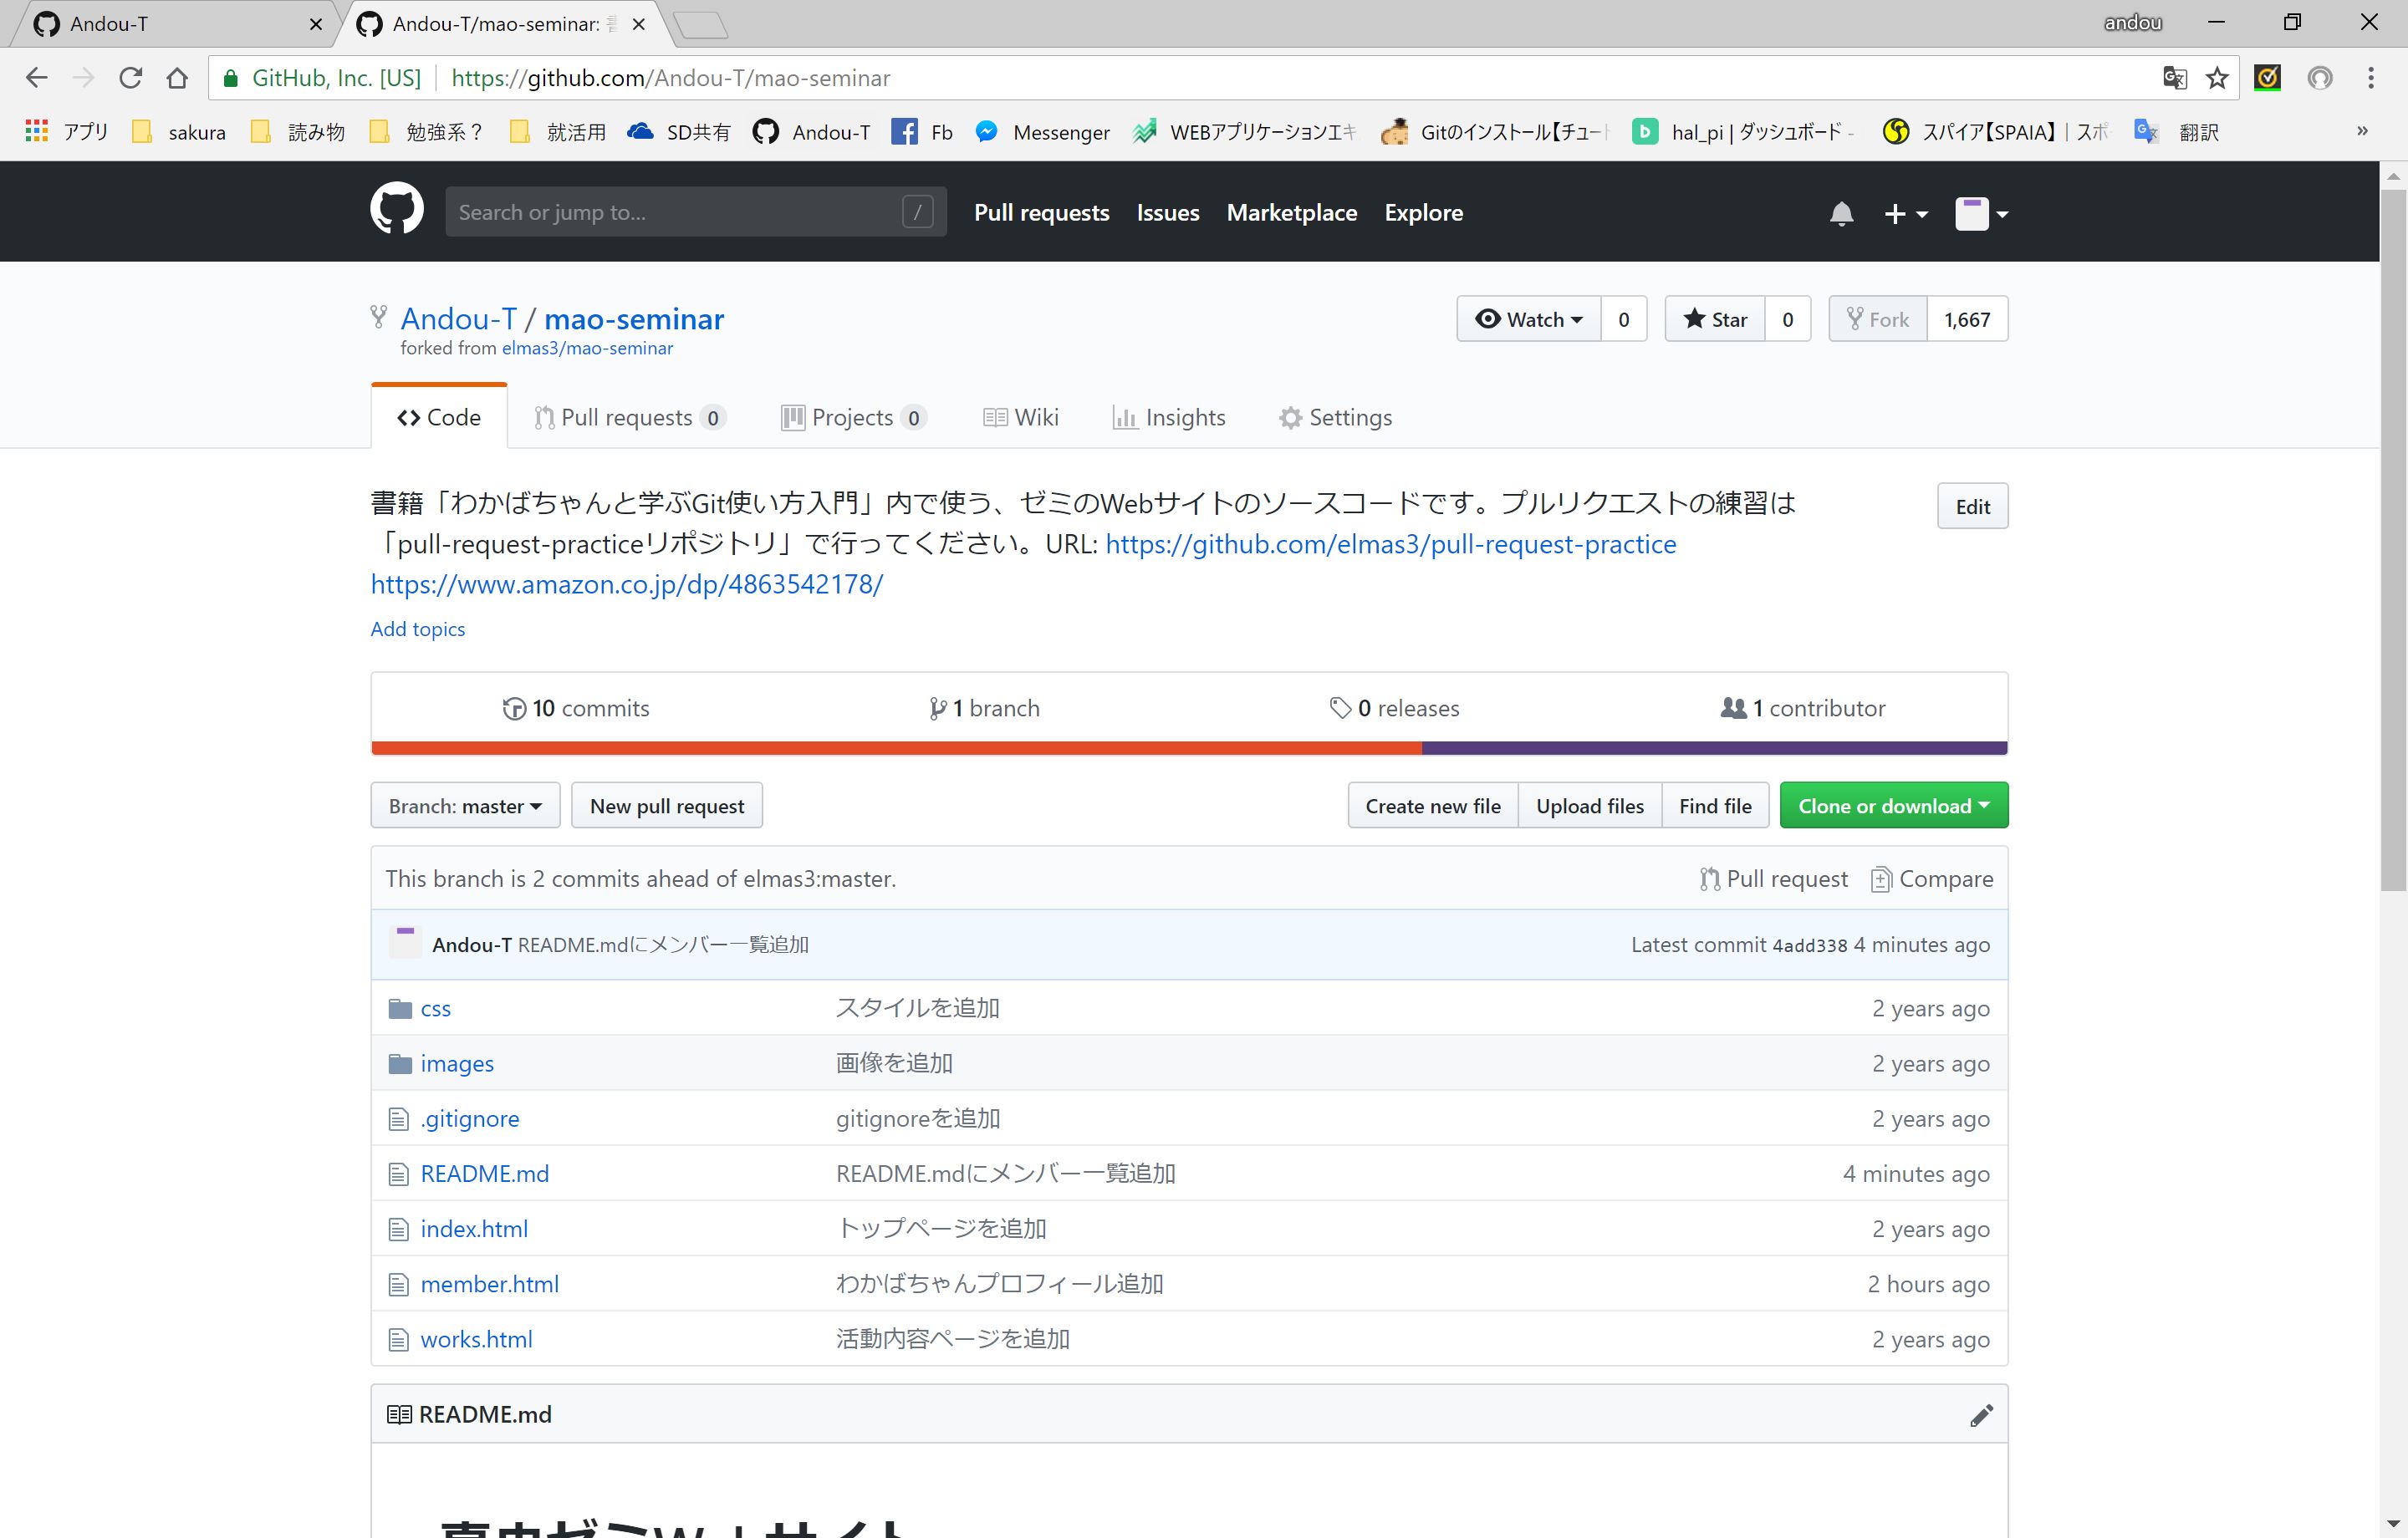 Andou-T
Andou-T/mao-seminar:
andou
GitHub, Inc. [US] https://github.com/Andou-T/mao-seminar
アプリ sakura 読み物 勉強系？ 就活用 SD共有 Andou-T Fb Messenger WEBアプリケーションエキ Gitのインストール【チュート hal_pi | ダッシュボード - スパイア【SPAIA】 | スポ 翻訳 »
Search or jump to... / Pull requests Issues Marketplace Explore
Andou-T / mao-seminar Watch 0 Star 0 Fork 1,667
forked from elmas3/mao-seminar
Code Pull requests 0 Projects 0 Wiki Insights Settings
書籍「わかばちゃんと学ぶGit使い方入門」内で使う、ゼミのWebサイトのソースコードです。プルリクエストの練習は
「pull-request-practiceリポジトリ」で行ってください。URL: https://github.com/elmas3/pull-request-practice
https://www.amazon.co.jp/dp/4863542178/
Edit
Add topics
10 commits 1 branch 0 releases 1 contributor
Branch: master New pull request Create new file Upload files Find file Clone or download
This branch is 2 commits ahead of elmas3:master. Pull request Compare
Andou-T README.mdにメンバー一覧追加 Latest commit 4add338 4 minutes ago
css スタイルを追加 2 years ago
images 画像を追加 2 years ago
.gitignore gitignoreを追加 2 years ago
README.md README.mdにメンバー一覧追加 4 minutes ago
index.html トップページを追加 2 years ago
member.html わかばちゃんプロフィール追加 2 hours ago
works.html 活動内容ページを追加 2 years ago
README.md